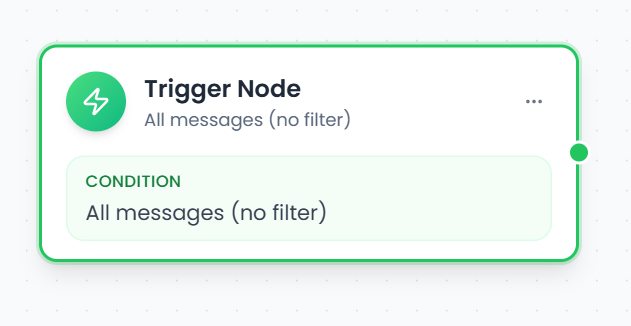 Trigger Node
All messages (no filter)
CONDITION
All messages (no filter)